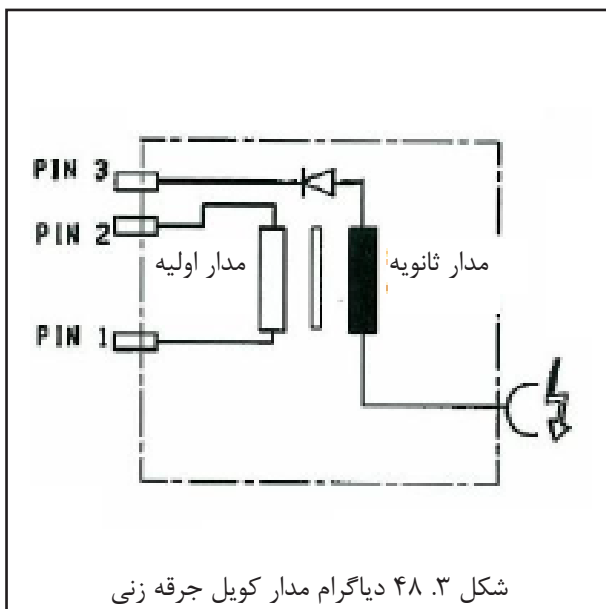 PIN 3
PIN 2
مدار اولیه
مدار ثانویه
PIN 1
شکل ۳. ۴۸ دیاگرام مدار کویل جرقه زنی